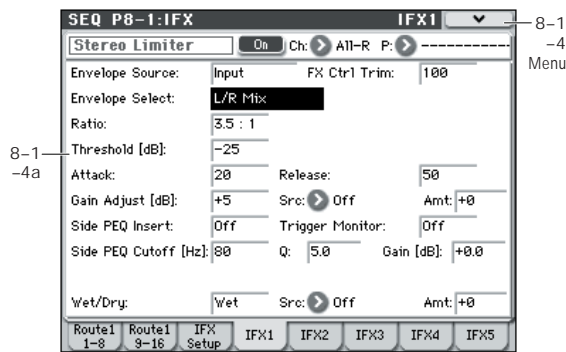 SEQ P8-1:IFX IFX1
Stereo Limiter On Ch: All-R P: ------------
Envelope Source: Input FX Ctrl Trim: 100
Envelope Select: L/R Mix
Ratio: 3.5 : 1
Threshold [dB]: -25
Attack: 20 Release: 50
Gain Adjust [dB]: +5 Src: Off Amt: +0
Side PEQ Insert: Off Trigger Monitor: Off
Side PEQ Cutoff [Hz]: 80 Q: 5.0 Gain [dB]: +0.0
Wet/Dry: Wet Src: Off Amt: +0
Route1 1-8 Route1 9-16 IFX Setup IFX1 IFX2 IFX3 IFX4 IFX5
8–1
–4
Menu
8–1
–4a